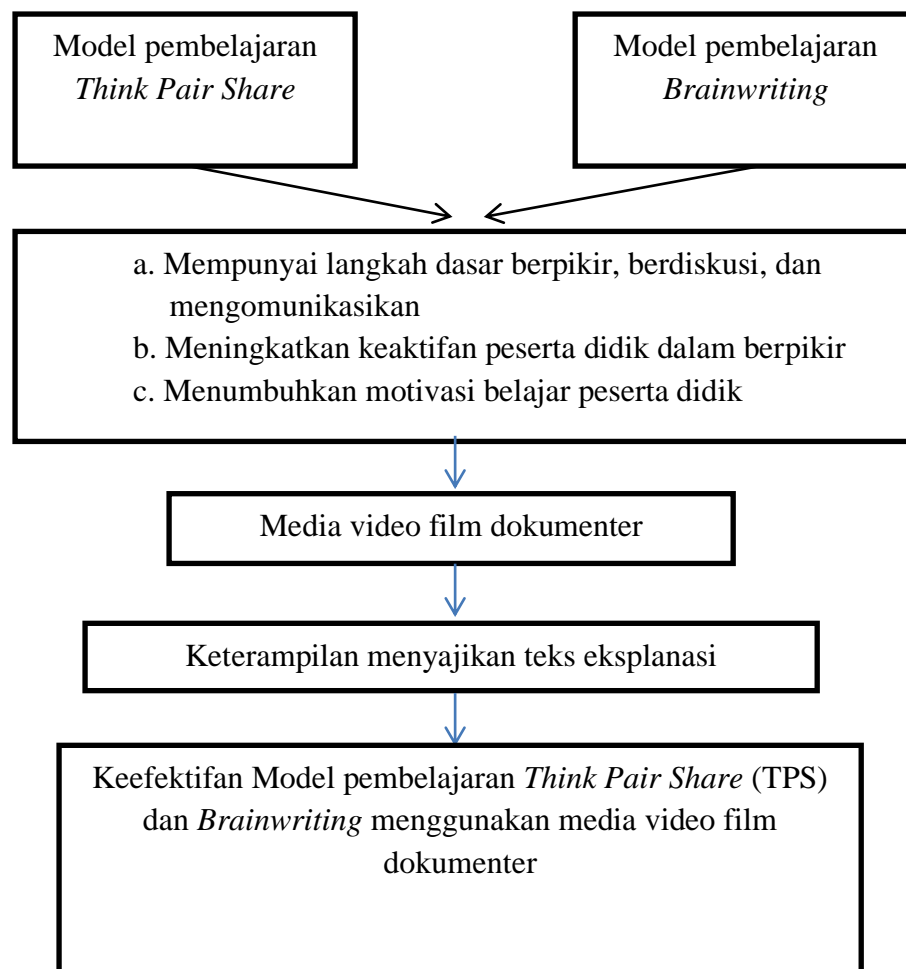 Model pembelajaran
Think Pair Share
Model pembelajaran
Brainwriting
a. Mempunyai langkah dasar berpikir, berdiskusi, dan
mengomunikasikan
b. Meningkatkan keaktifan peserta didik dalam berpikir
c. Menumbuhkan motivasi belajar peserta didik
Media video film dokumenter
Keterampilan menyajikan teks eksplanasi
Keefektifan Model pembelajaran Think Pair Share (TPS)
dan Brainwriting menggunakan media video film
dokumenter